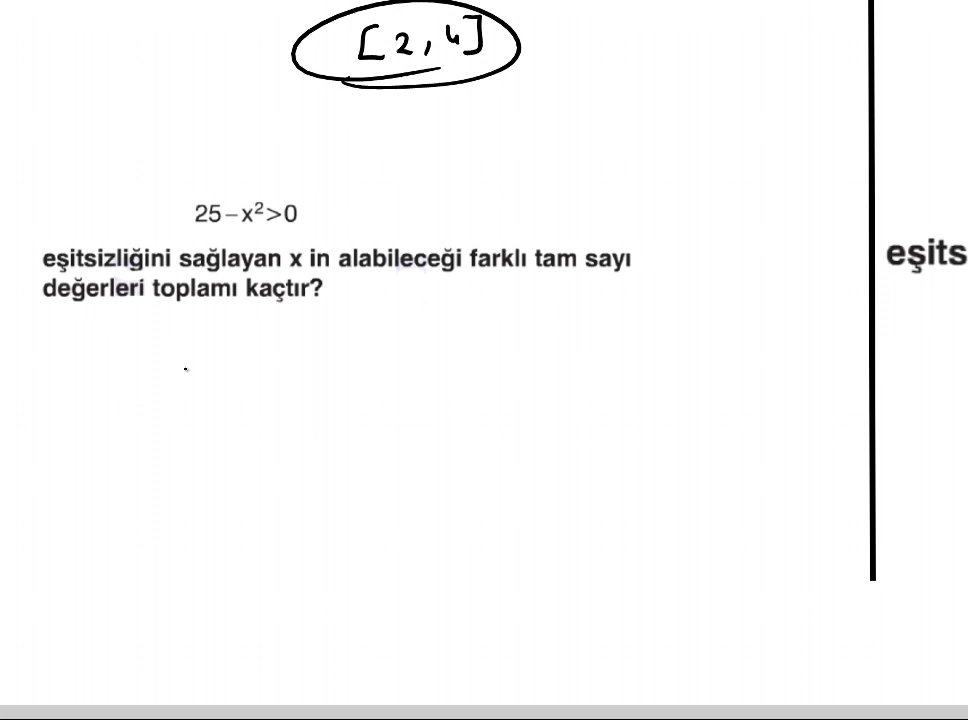 [2,4]
25-x²>0
eşitsizliğini sağlayan x in alabileceği farklı tam sayı
değerleri toplamı kaçtır?
eşits